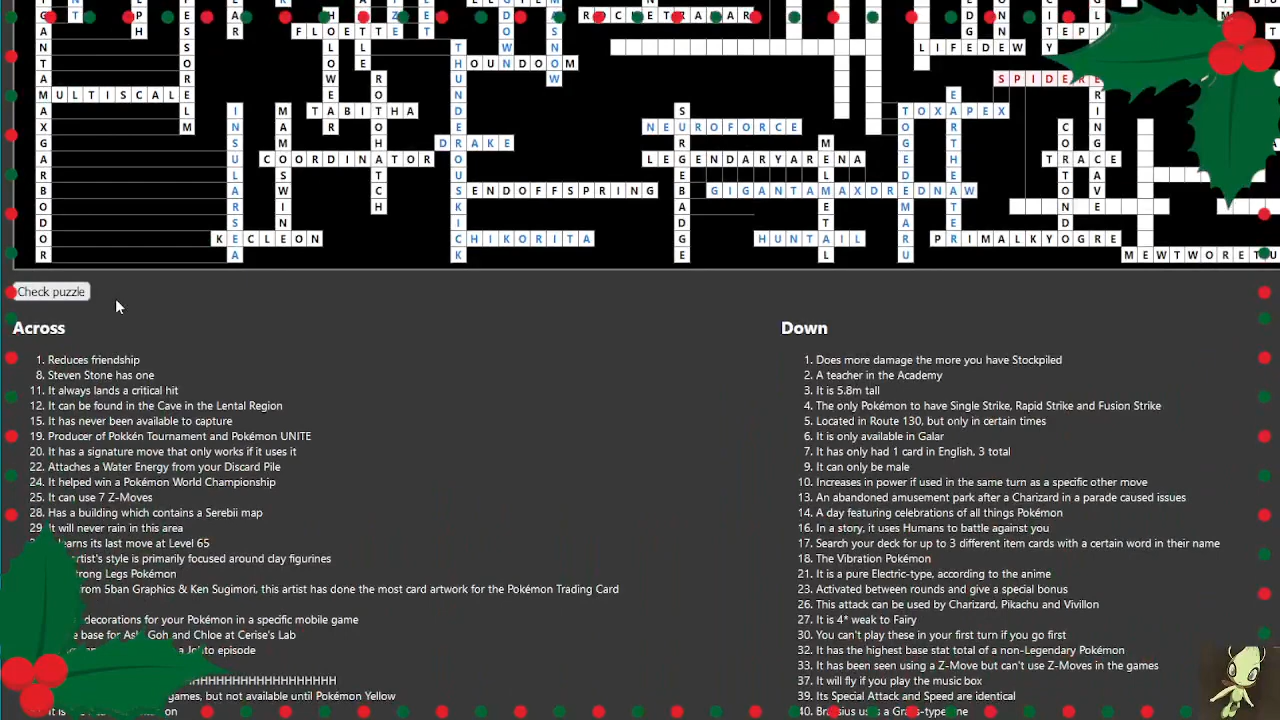 ROCKETRADAR
FLOETTE
LIFEDEW
HOUNDOOM
SPIDER
MULTISCALE
TABITHA
TOXAPEX
NEUROFORCE
DRAKE
COORDINATOR
LEGENDARYARENA
TRACE
SENDOFFSPRING
GIGANTAMAXDREDNAW
KECLEON
CHIKORITA
HUNTAIL
PRIMALKYOGRE
MEWTWORETU
Check puzzle
Across
1. Reduces friendship
8. Steven Stone has one
11. It always lands a critical hit
12. It can be found in the Cave in the Lental Region
15. It has never been available to capture
19. Producer of Pokkén Tournament and Pokémon UNITE
20. It has a signature move that only works if it uses it
22. Attaches a Water Energy from your Discard Pile
24. It helped win a Pokémon World Championship
25. It can use 7 Z-Moves
28. Has a building which contains a Serebii map
29. It will never rain in this area
learns its last move at Level 65
artist's style is primarily focused around clay figurines
trong Legs Pokémon
from 5ban Graphics & Ken Sugimori, this artist has done the most card artwork for the Pokémon Trading Card
decorations for your Pokémon in a specific mobile game
e base for Goh and Chloe at Cerise's Lab
to episode
HHHHHHHHHHHHHHHHHHH
games, but not available until Pokémon Yellow
It is
on
Down
1. Does more damage the more you have Stockpiled
2. A teacher in the Academy
3. It is 5.8m tall
4. The only Pokémon to have Single Strike, Rapid Strike and Fusion Strike
5. Located in Route 130, but only in certain times
6. It is only available in Galar
7. It has only had 1 card in English, 3 total
9. It can only be male
10. Increases in power if used in the same turn as a specific other move
13. An abandoned amusement park after a Charizard in a parade caused issues
14. A day featuring celebrations of all things Pokémon
16. In a story, it uses Humans to battle against you
17. Search your deck for up to 3 different item cards with a certain word in their name
18. The Vibration Pokémon
21. It is a pure Electric-type, according to the anime
23. Activated between rounds and give a special bonus
26. This attack can be used by Charizard, Pikachu and Vivillon
27. It is 4* weak to Fairy
30. You can't play these in your first turn if you go first
32. It has the highest base stat total of a non-Legendary Pokémon
33. It has been seen using a Z-Move but can't use Z-Moves in the games
37. It will fly if you play the music box
39. Its Special Attack and Speed are identical
40. Brassius uses a Grass-type one